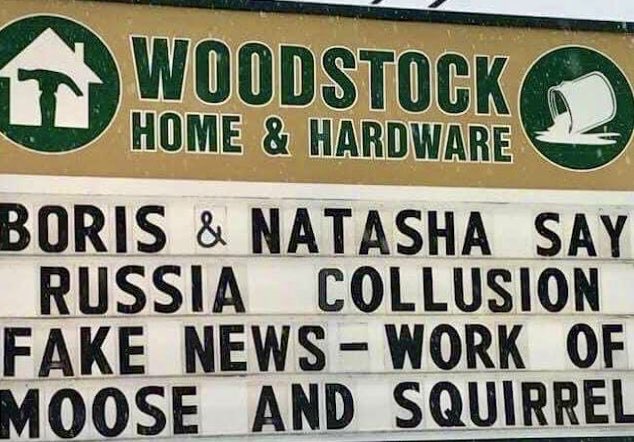 WOODSTOCK
HOME & HARDWARE
BORIS & NATASHA SAY
RUSSIA COLLUSION
FAKE NEWS-WORK OF
MOOSE AND SQUIRREL